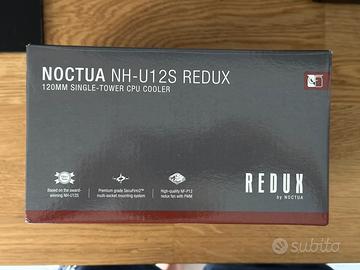 NOCTUA NH-U12S REDUX
120MM SINGLE-TOWER CPU COOLER
Based on the award-
winning NH-U12S
Premium grade SecuFirm2™
multi-socket mounting system
High-quality NF-P12
redux fan with PWM
REDUX
by NOCTUA
subito